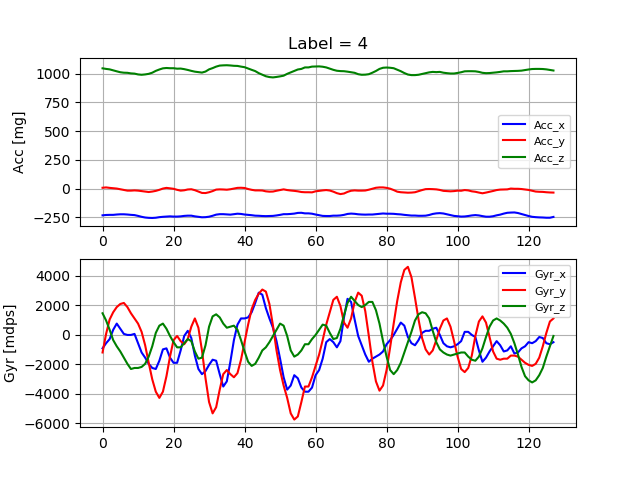 Label = 4
Acc [mg]
1000
750
500
250
0
−250
Acc_x
Acc_y
Acc_z
0 20 40 60 80 100 120
Gyr [mdps]
4000
2000
0
−2000
−4000
−6000
Gyr_x
Gyr_y
Gyr_z
0 20 40 60 80 100 120